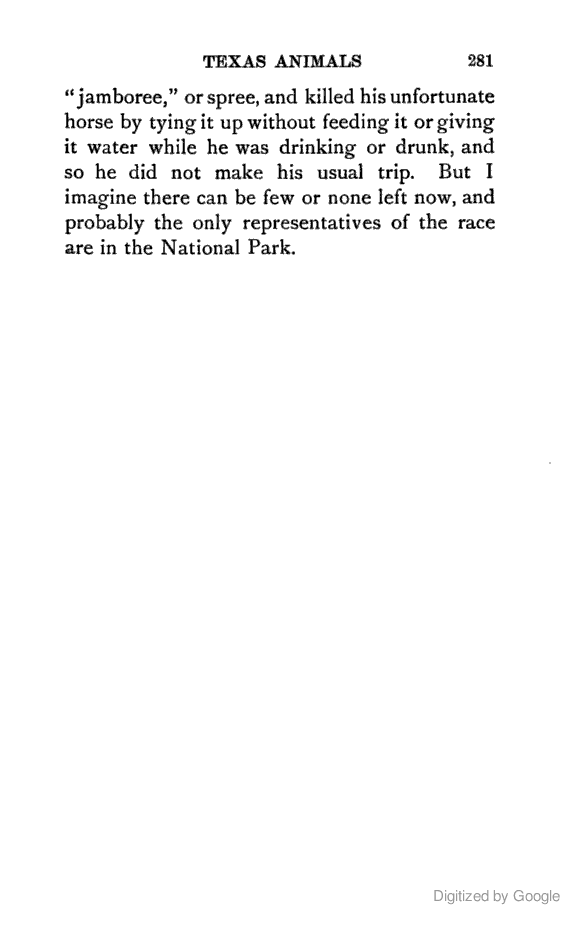 TEXAS ANIMALS 281
“jamboree,” or spree, and killed his unfortunate
horse by tying it up without feeding it or giving
it water while he was drinking or drunk, and
so he did not make his usual trip. But I
imagine there can be few or none left now, and
probably the only representatives of the race
are in the National Park.
Digitized by Google